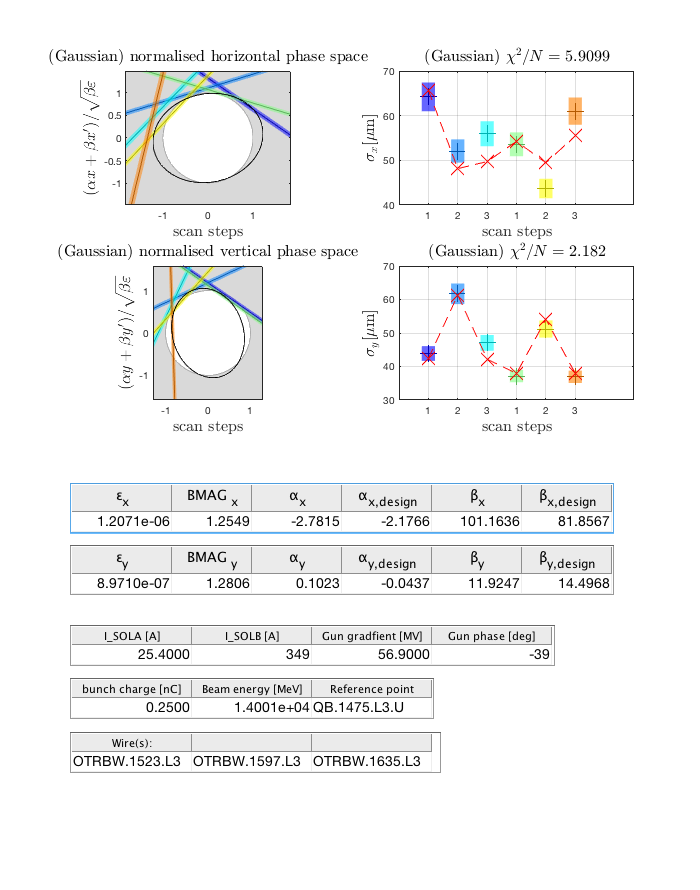 (Gaussian) normalised horizontal phase space
(αx + βx′)/√βε
1
0.5
0
-0.5
-1
-1 0 1
scan steps
(Gaussian) χ²/N = 5.9099
σx[μm]
70
60
50
40
1 2 3 1 2 3
scan steps
(Gaussian) normalised vertical phase space
(αy + βy′)/√βε
1
0
-1
-1 0 1
scan steps
(Gaussian) χ²/N = 2.182
σy[μm]
70
60
50
40
30
1 2 3 1 2 3
scan steps
εx BMAG x αx αx,design βx βx,design
1.2071e-06 1.2549 -2.7815 -2.1766 101.1636 81.8567
εy BMAG y αy αy,design βy βy,design
8.9710e-07 1.2806 0.1023 -0.0437 11.9247 14.4968
I_SOLA [A] I_SOLB [A] Gun gradfient [MV] Gun phase [deg]
25.4000 349 56.9000 -39
bunch charge [nC] Beam energy [MeV] Reference point
0.2500 1.4001e+04 QB.1475.L3.U
Wire(s):
OTRBW.1523.L3 OTRBW.1597.L3 OTRBW.1635.L3